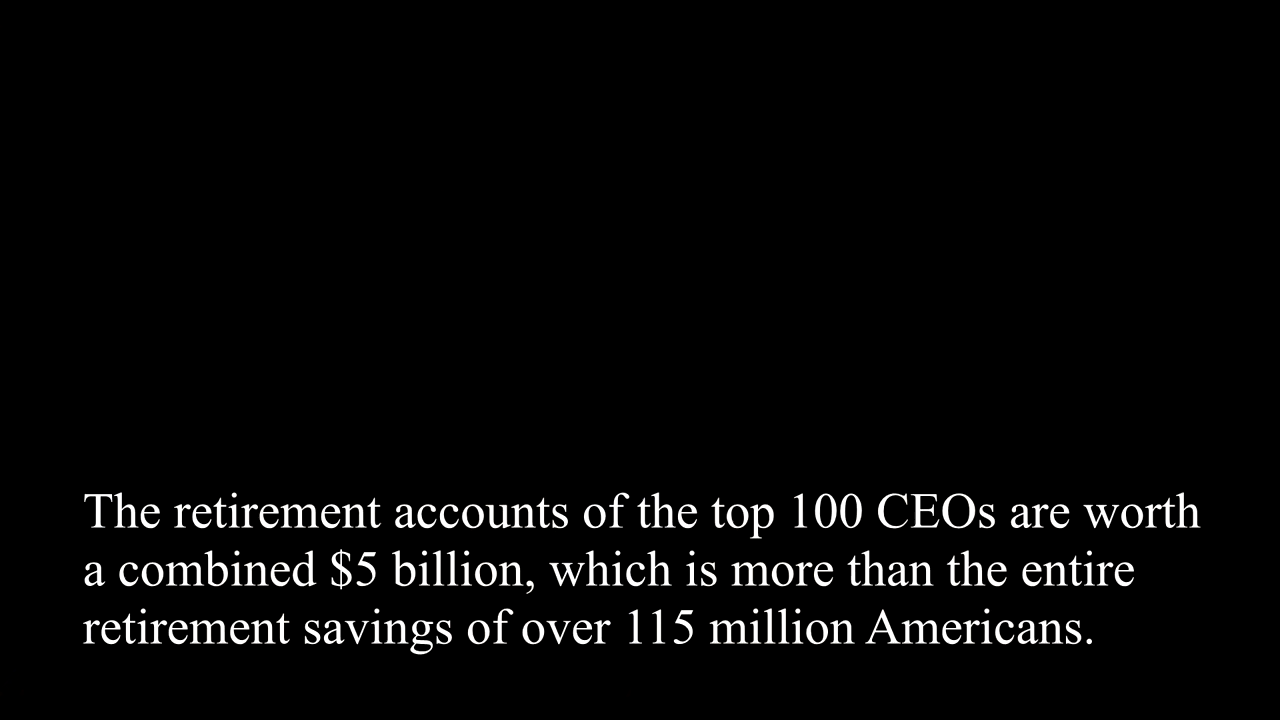 The retirement accounts of the top 100 CEOs are worth
a combined $5 billion, which is more than the entire
retirement savings of over 115 million Americans.